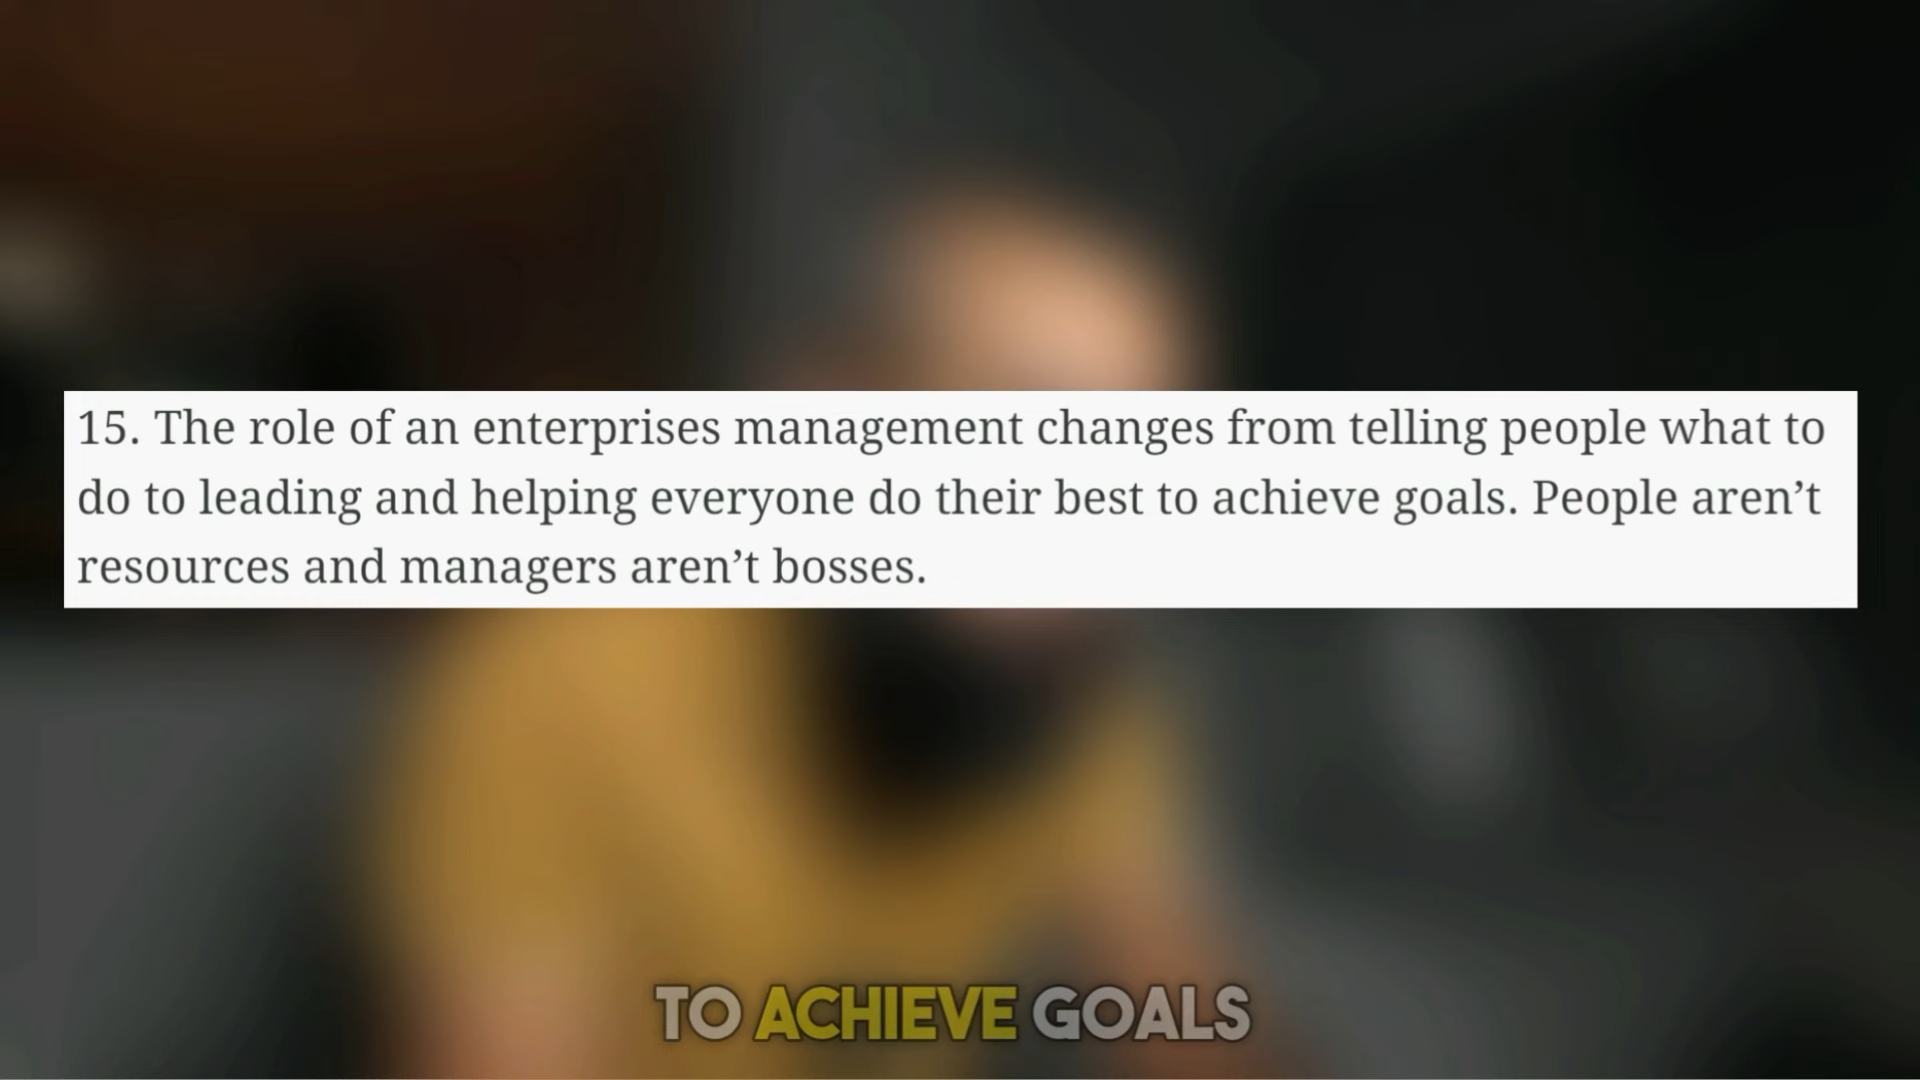 15. The role of an enterprises management changes from telling people what to
do to leading and helping everyone do their best to achieve goals. People aren’t
resources and managers aren’t bosses.
TO ACHIEVE GOALS